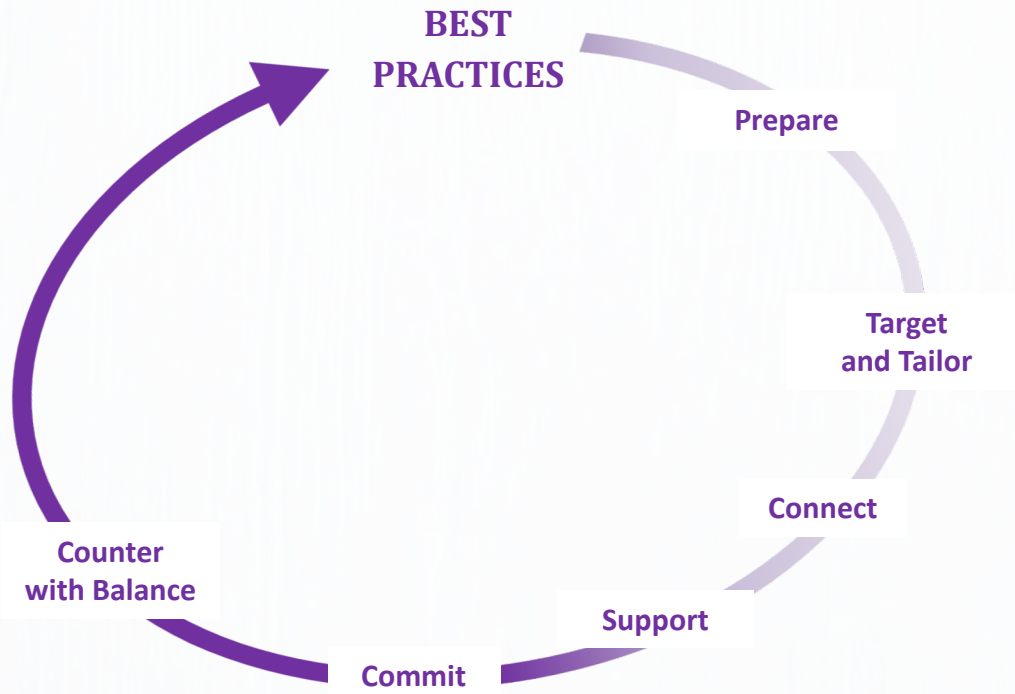 BEST
PRACTICES
Prepare
Target
and Tailor
Connect
Support
Commit
Counter
with Balance